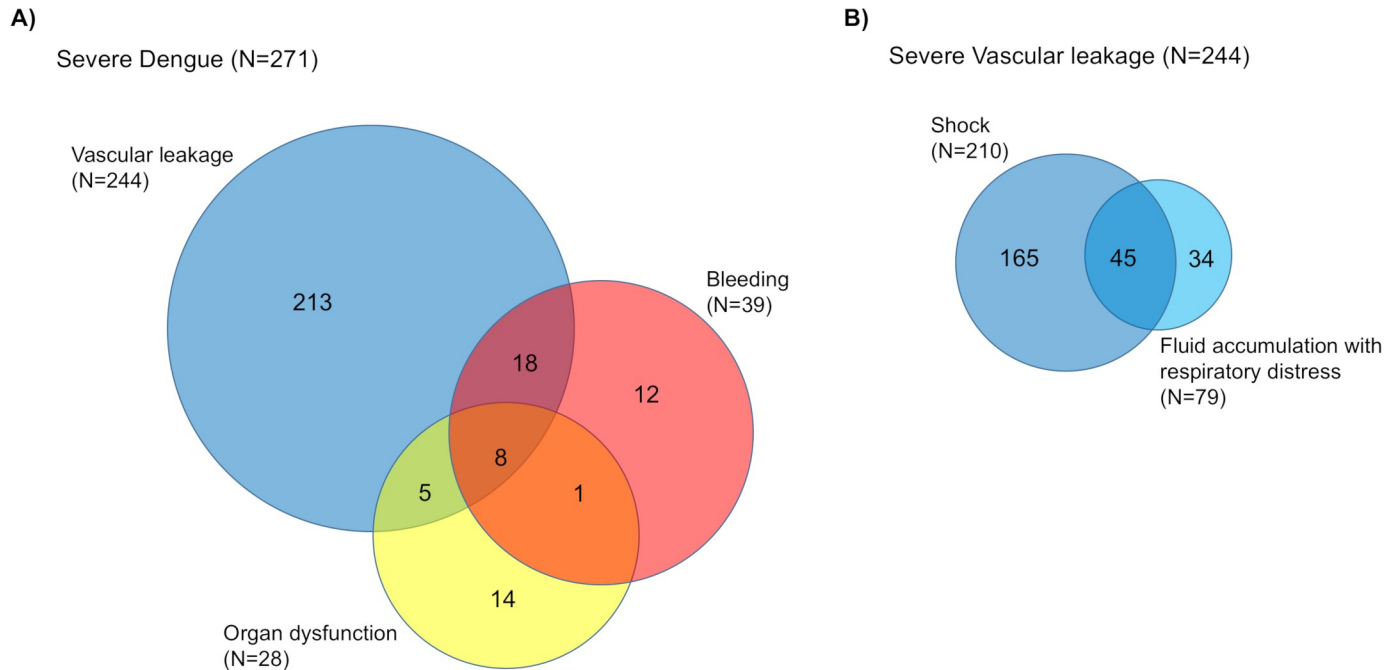 A)
Severe Dengue (N=271)
Vascular leakage
(N=244)
213
Bleeding
(N=39)
18
12
8
5
1
14
Organ dysfunction
(N=28)
B)
Severe Vascular leakage (N=244)
Shock
(N=210)
165
45
34
Fluid accumulation with
respiratory distress
(N=79)